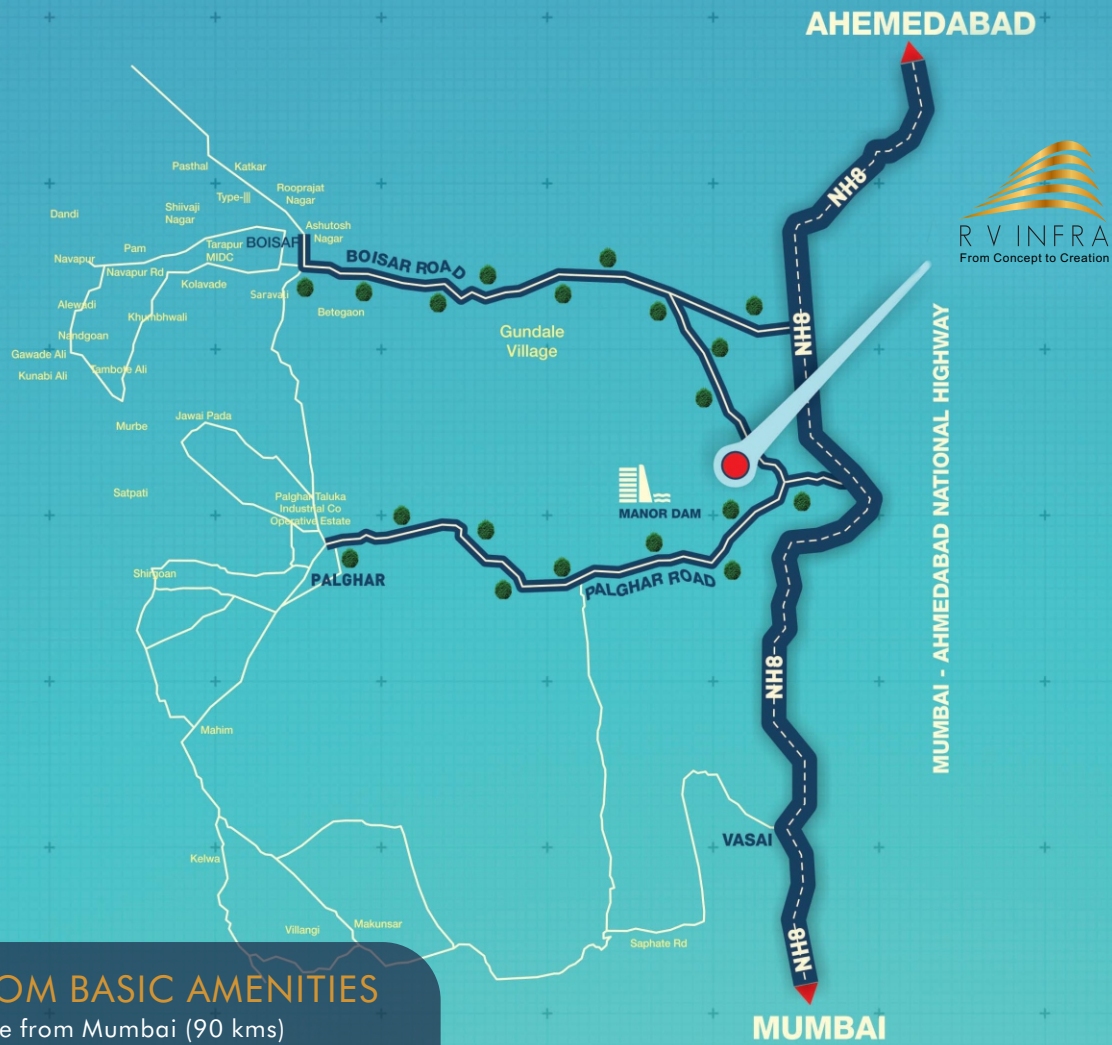 AHEMEDABAD
NH8
R V INFRA
From Concept to Creation
Pasthal
Katkar
Type-|||
Rooprajat
Nagar
Dandi
Shiivaji
Nagar
Ashutosh
Nagar
Pam
Tarapur
MIDC
BOISAR
BOISAR ROAD
Navapur
Navapur Rd
Kolavade
Saravali
Betegaon
Alewadi
Khumbhwali
Nandgoan
Gundale
Village
NH8
Gawade Ali
Kunabi Ali
Tambote Ali
MUMBAI - AHMEDABAD NATIONAL HIGHWAY
Murbe
Jawai Pada
Satpati
Palghar Taluka
Industrial Co
Operative Estate
MANOR DAM
Shirgoan
PALGHAR
PALGHAR ROAD
NH8
Mahim
VASAI
Kelwa
Villangi
Makunsar
Saphate Rd
NH8
OM BASIC AMENITIES
e from Mumbai (90 kms)
MUMBAI